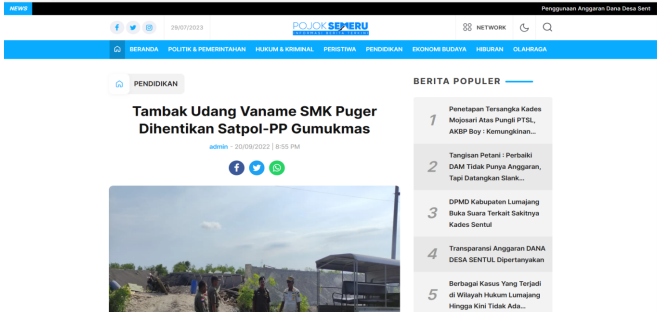 NEWS
Penggunaan Anggaran Dana Desa Sent
29/07/2023
POJOK SEMERU
INFORMASI BERITA TERKINI
NETWORK
BERANDA POLITIK & PEMERINTAHAN HUKUM & KRIMINAL PERISTIWA PENDIDIKAN EKONOMI BUDAYA HIBURAN OLAHRAGA
PENDIDIKAN
Tambak Udang Vaname SMK Puger
Dihentikan Satpol-PP Gumukmas
admin - 20/09/2022 | 8:55 PM
BERITA POPULER
1
Penetapan Tersangka Kades
Mojosari Atas Pungli PTSL,
AKBP Boy : Kemungkinan...
2
Tangisan Petani : Perbaiki
DAM Tidak Punya Anggaran,
Tapi Datangkan Slank...
3
DPMD Kabupaten Lumajang
Buka Suara Terkait Sakitnya
Kades Sentul
4
Transparansi Anggaran DANA
DESA SENTUL Dipertanyakan
5
Berbagai Kasus Yang Terjadi
di Wilayah Hukum Lumajang
Hingga Kini Tidak Ada...